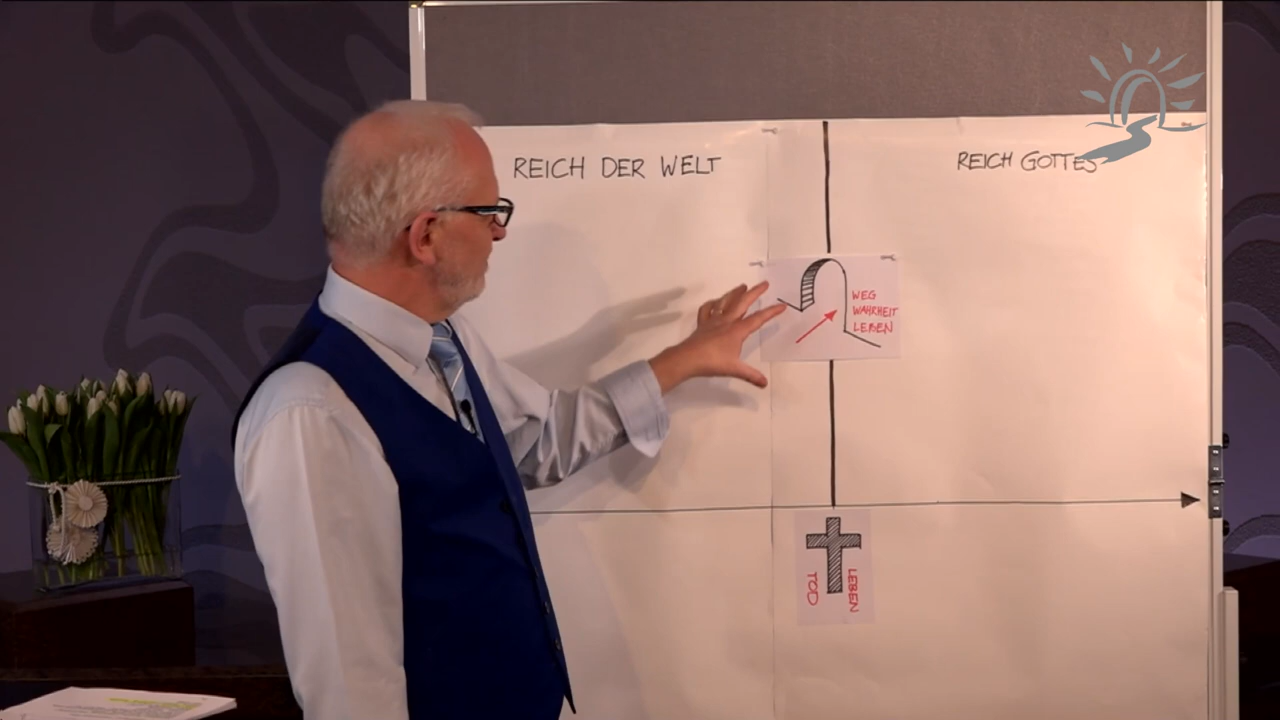 REICH DER WELT
REICH GOTTES
WEG
WAHRHEIT
LEBEN
TOD
LEBEN